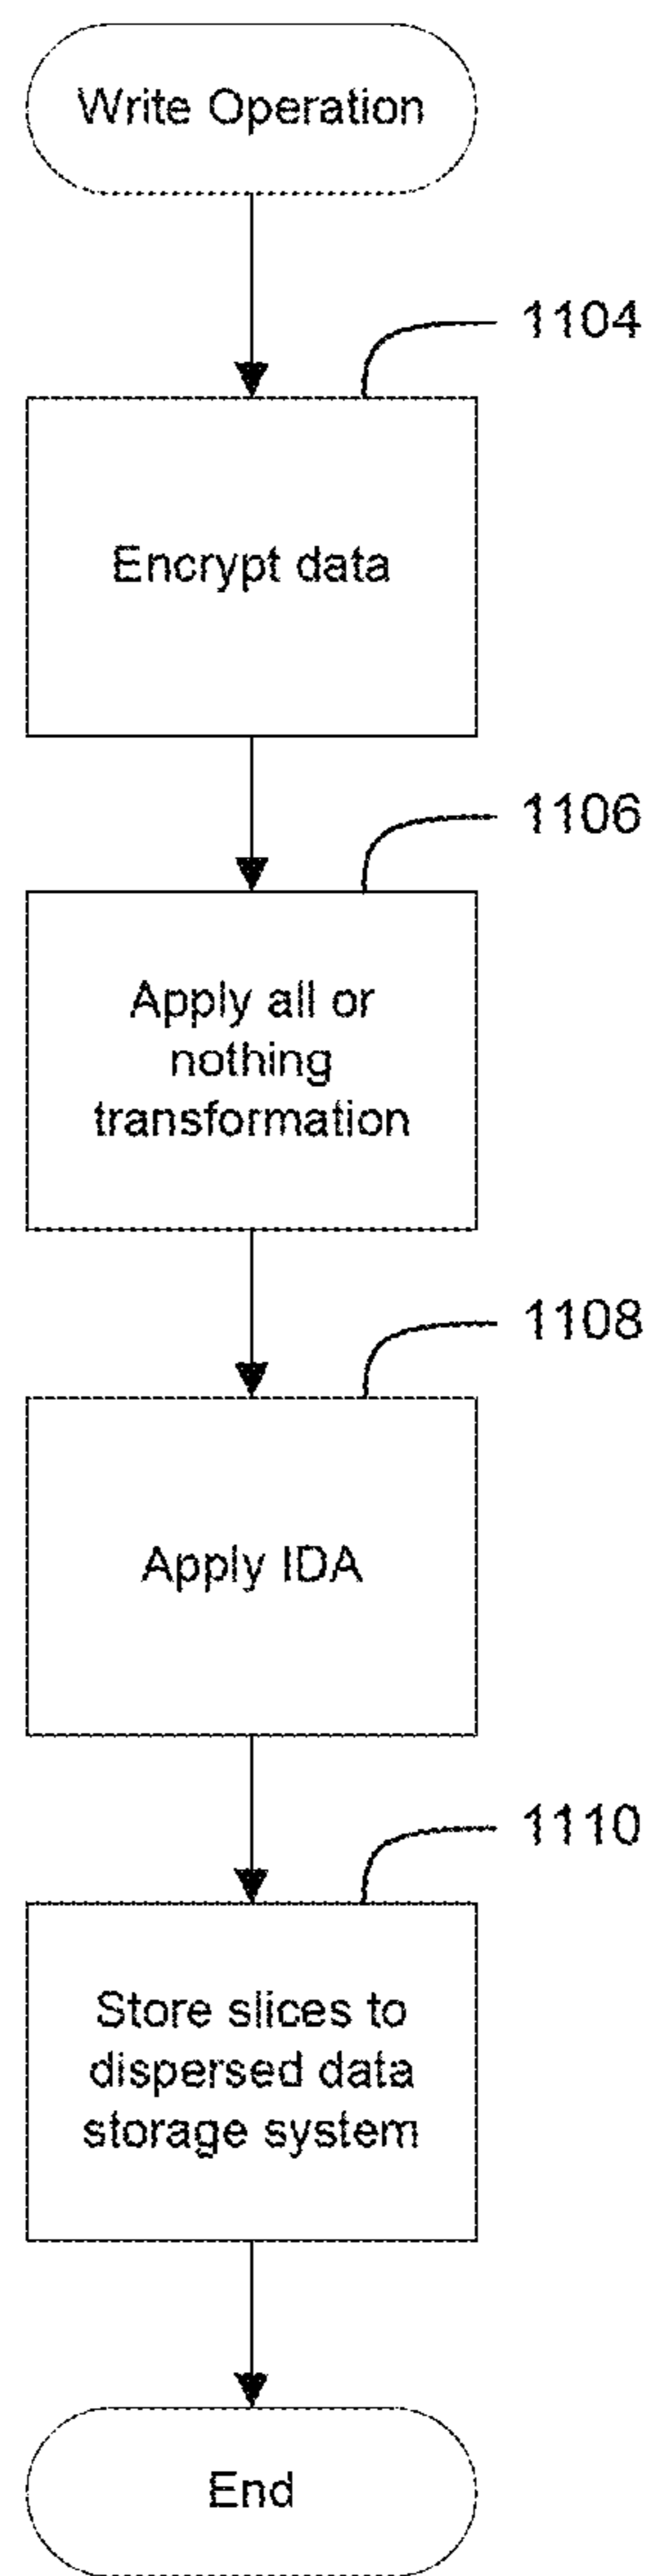 Write Operation
1104
Encrypt data
1106
Apply all or
nothing
transformation
1108
Apply IDA
1110
Store slices to
dispersed data
storage system
End